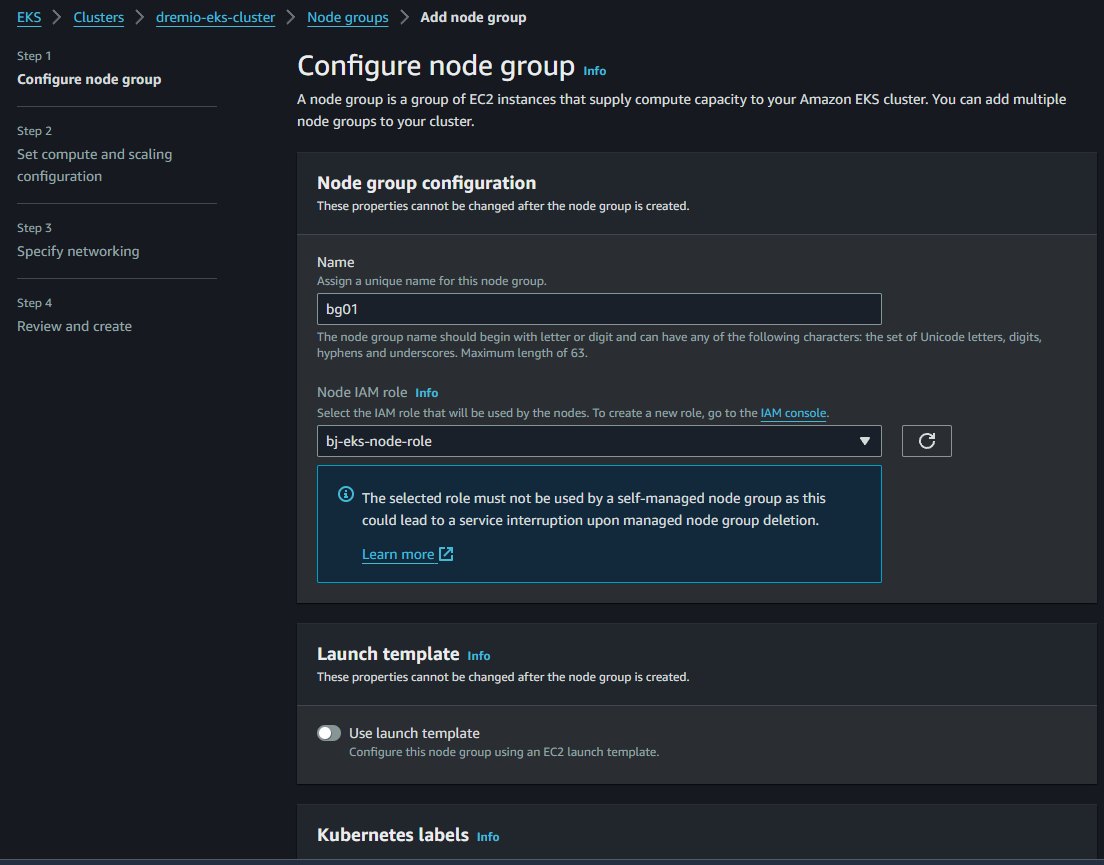 EKS > Clusters > dremio-eks-cluster > Node groups > Add node group
Step 1
Configure node group
Step 2
Set compute and scaling
configuration
Step 3
Specify networking
Step 4
Review and create
Configure node group Info
A node group is a group of EC2 instances that supply compute capacity to your Amazon EKS cluster. You can add multiple
node groups to your cluster.
Node group configuration
These properties cannot be changed after the node group is created.
Name
Assign a unique name for this node group.
bg01
The node group name should begin with letter or digit and can have any of the following characters: the set of Unicode letters, digits,
hyphens and underscores. Maximum length of 63.
Node IAM role Info
Select the IAM role that will be used by the nodes. To create a new role, go to the IAM console.
bj-eks-node-role
The selected role must not be used by a self-managed node group as this
could lead to a service interruption upon managed node group deletion.
Learn more
Launch template Info
These properties cannot be changed after the node group is created.
Use launch template
Configure this node group using an EC2 launch template.
Kubernetes labels Info